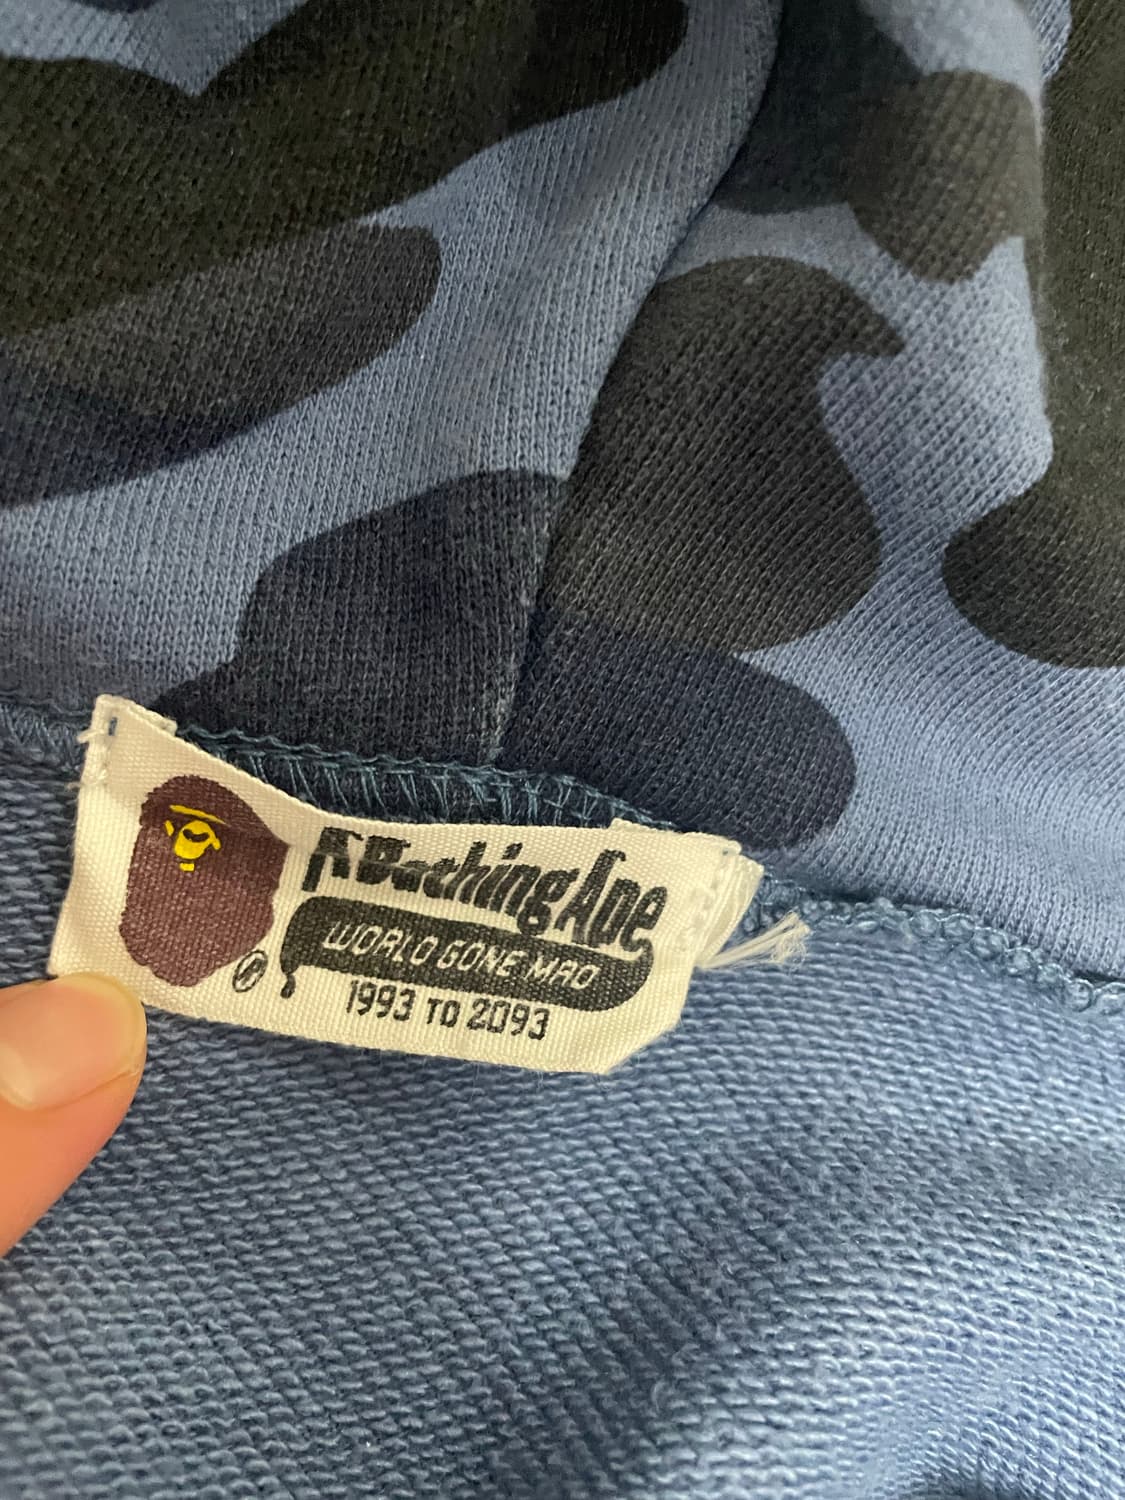 A Bathing Ape
WORLD GONE MAD
1993 TO 2093